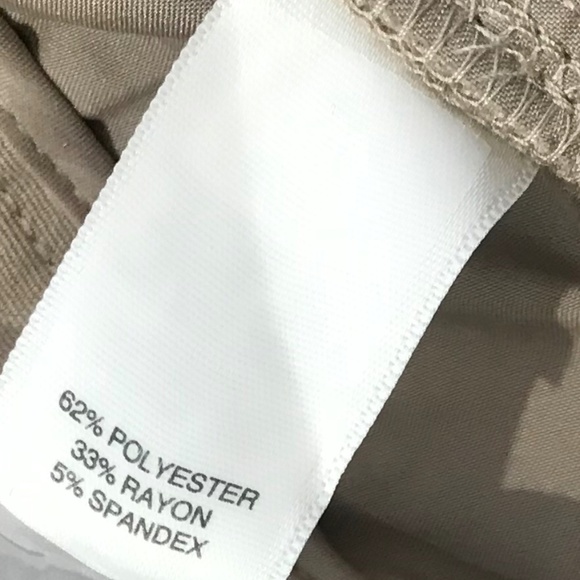 62% POLYESTER
33% RAYON
5% SPANDEX